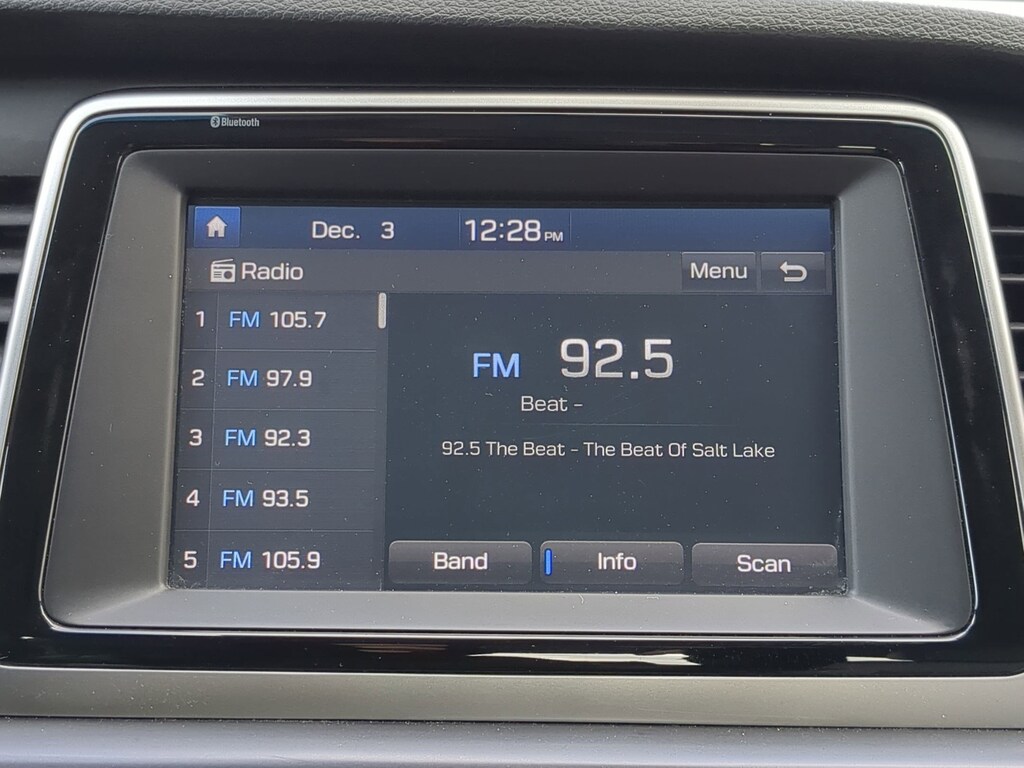 Bluetooth
Dec. 3 12:28 PM
Radio Menu
1 FM 105.7
2 FM 97.9
3 FM 92.3
4 FM 93.5
5 FM 105.9
FM 92.5
Beat -
92.5 The Beat - The Beat Of Salt Lake
Band Info Scan